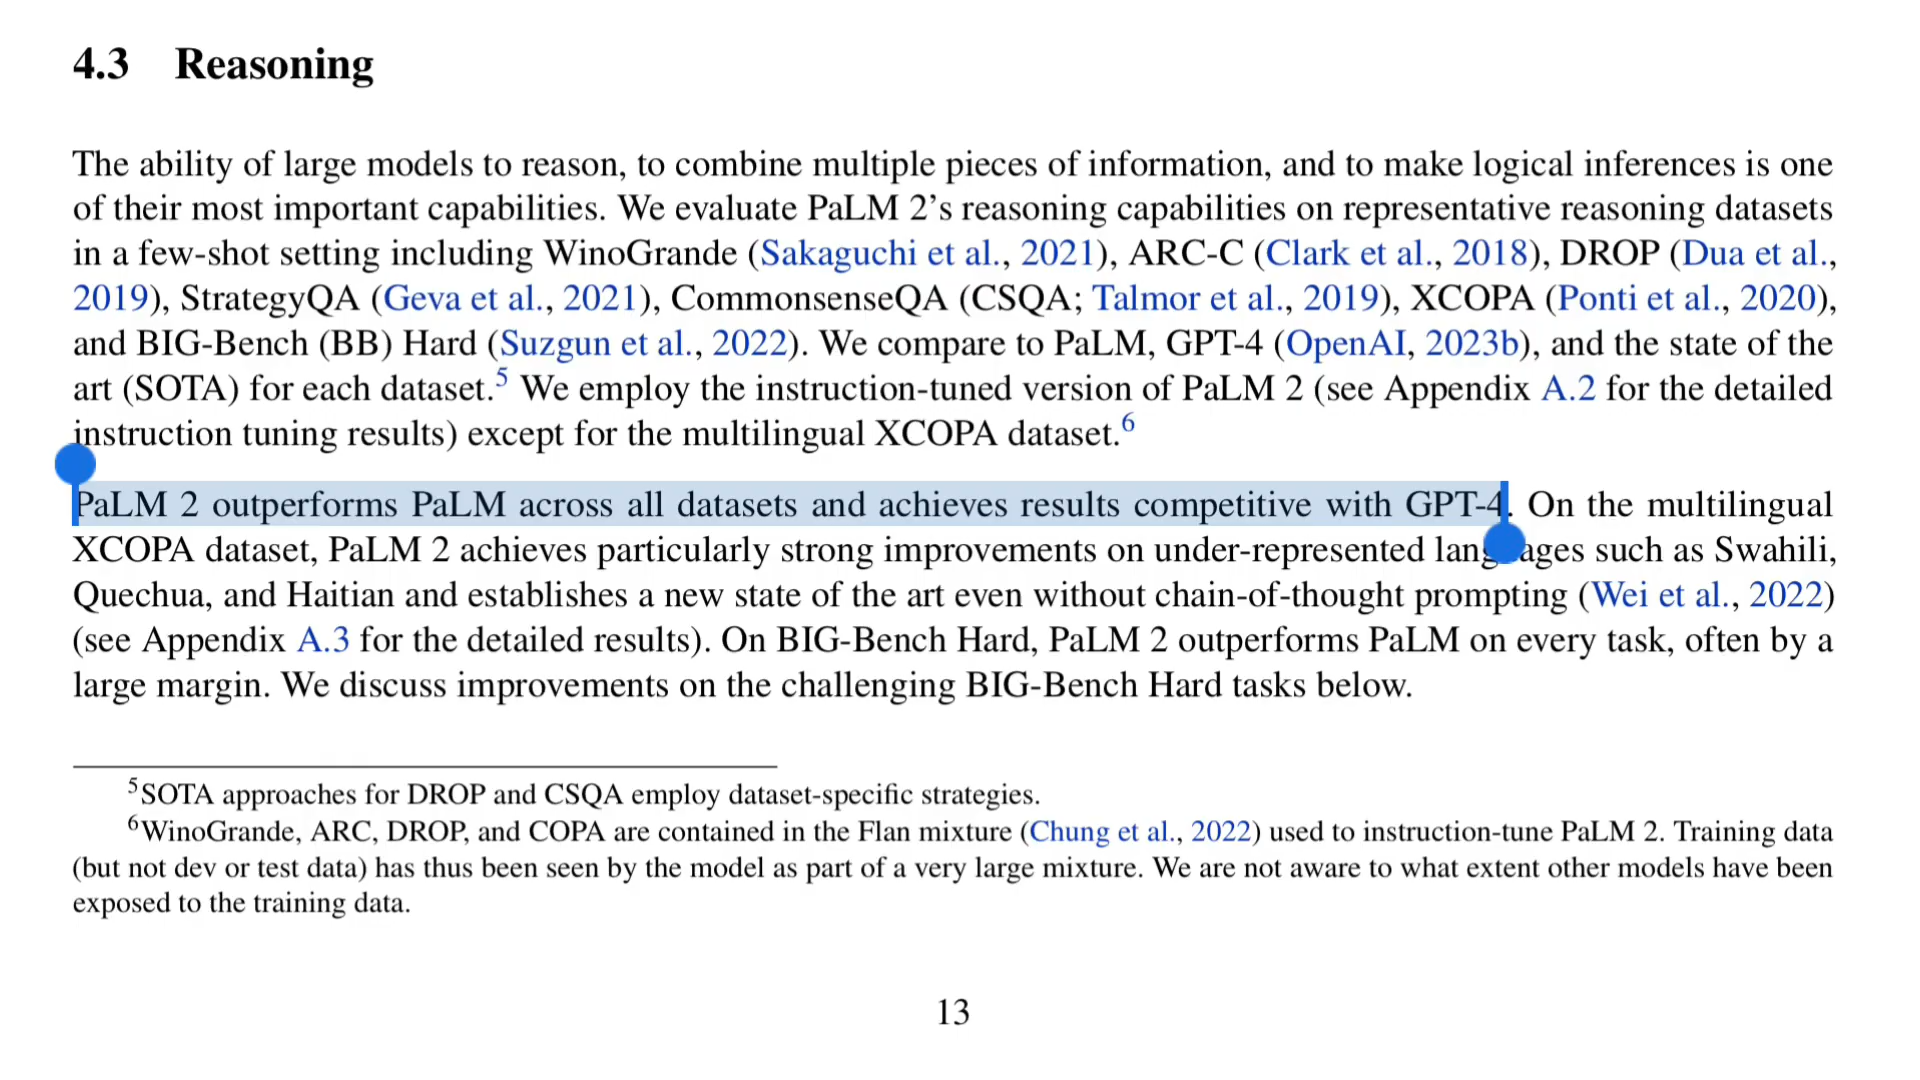 4.3 Reasoning
The ability of large models to reason, to combine multiple pieces of information, and to make logical inferences is one
of their most important capabilities. We evaluate PaLM 2’s reasoning capabilities on representative reasoning datasets
in a few-shot setting including WinoGrande (Sakaguchi et al., 2021), ARC-C (Clark et al., 2018), DROP (Dua et al.,
2019), StrategyQA (Geva et al., 2021), CommonsenseQA (CSQA; Talmor et al., 2019), XCOPA (Ponti et al., 2020),
and BIG-Bench (BB) Hard (Suzgun et al., 2022). We compare to PaLM, GPT-4 (OpenAI, 2023b), and the state of the
art (SOTA) for each dataset.5 We employ the instruction-tuned version of PaLM 2 (see Appendix A.2 for the detailed
instruction tuning results) except for the multilingual XCOPA dataset.6
PaLM 2 outperforms PaLM across all datasets and achieves results competitive with GPT-4. On the multilingual
XCOPA dataset, PaLM 2 achieves particularly strong improvements on under-represented languages such as Swahili,
Quechua, and Haitian and establishes a new state of the art even without chain-of-thought prompting (Wei et al., 2022)
(see Appendix A.3 for the detailed results). On BIG-Bench Hard, PaLM 2 outperforms PaLM on every task, often by a
large margin. We discuss improvements on the challenging BIG-Bench Hard tasks below.
5SOTA approaches for DROP and CSQA employ dataset-specific strategies.
6WinoGrande, ARC, DROP, and COPA are contained in the Flan mixture (Chung et al., 2022) used to instruction-tune PaLM 2. Training data
(but not dev or test data) has thus been seen by the model as part of a very large mixture. We are not aware to what extent other models have been
exposed to the training data.
13